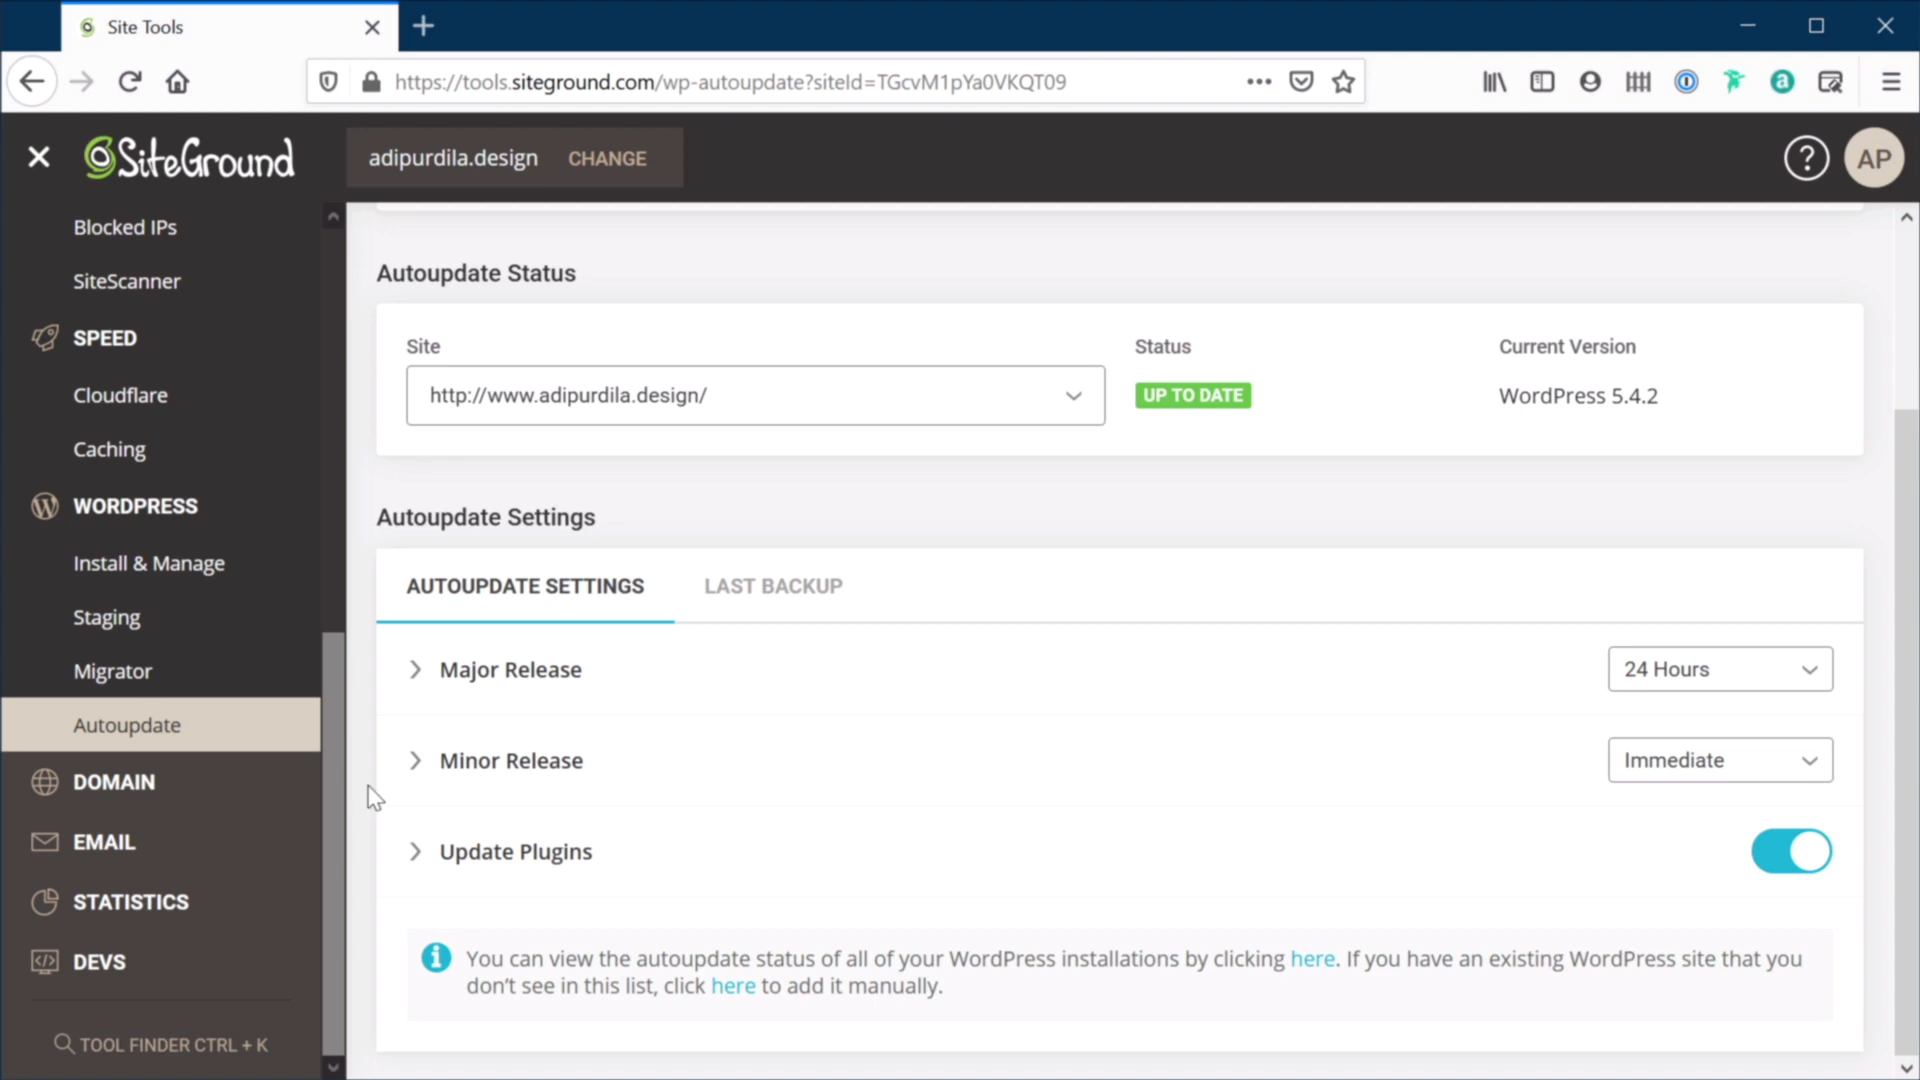 Site Tools
https://tools.siteground.com/wp-autoupdate?siteId=TGcvM1pYa0VKQT09
SiteGround
adipurdila.design CHANGE
AP
Blocked IPs
SiteScanner
SPEED
Cloudflare
Caching
WORDPRESS
Install & Manage
Staging
Migrator
Autoupdate
DOMAIN
EMAIL
STATISTICS
DEVS
TOOL FINDER CTRL + K
Autoupdate Status
Site Status Current Version
http://www.adipurdila.design/ UP TO DATE WordPress 5.4.2
Autoupdate Settings
AUTOUPDATE SETTINGS LAST BACKUP
Major Release 24 Hours
Minor Release Immediate
Update Plugins
You can view the autoupdate status of all of your WordPress installations by clicking here. If you have an existing WordPress site that you
don't see in this list, click here to add it manually.